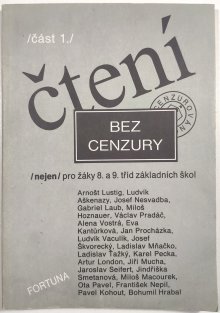 /část 1./
čtení
CENZUROVÁNO
BEZ
CENZURY
/nejen/ pro žáky 8. a 9. tříd základních škol
Arnošt Lustig, Ludvík
Aškenazy, Josef Nesvadba,
Gabriel Laub, Miloš
Hoznauer, Václav Pradáč,
Alena Vostrá, Eva
Kantůrková, Jan Procházka,
Ludvík Vaculík, Josef
Škvorecký, Ladislav Mňačko,
Ladislav Ťažký, Karel Pecka,
Artur London, Jiří Mucha,
Jaroslav Seifert, Jindřiška
Smetanová, Miloš Macourek,
Ota Pavel, František Nepil,
Pavel Kohout, Bohumil Hrabal
FORTUNA